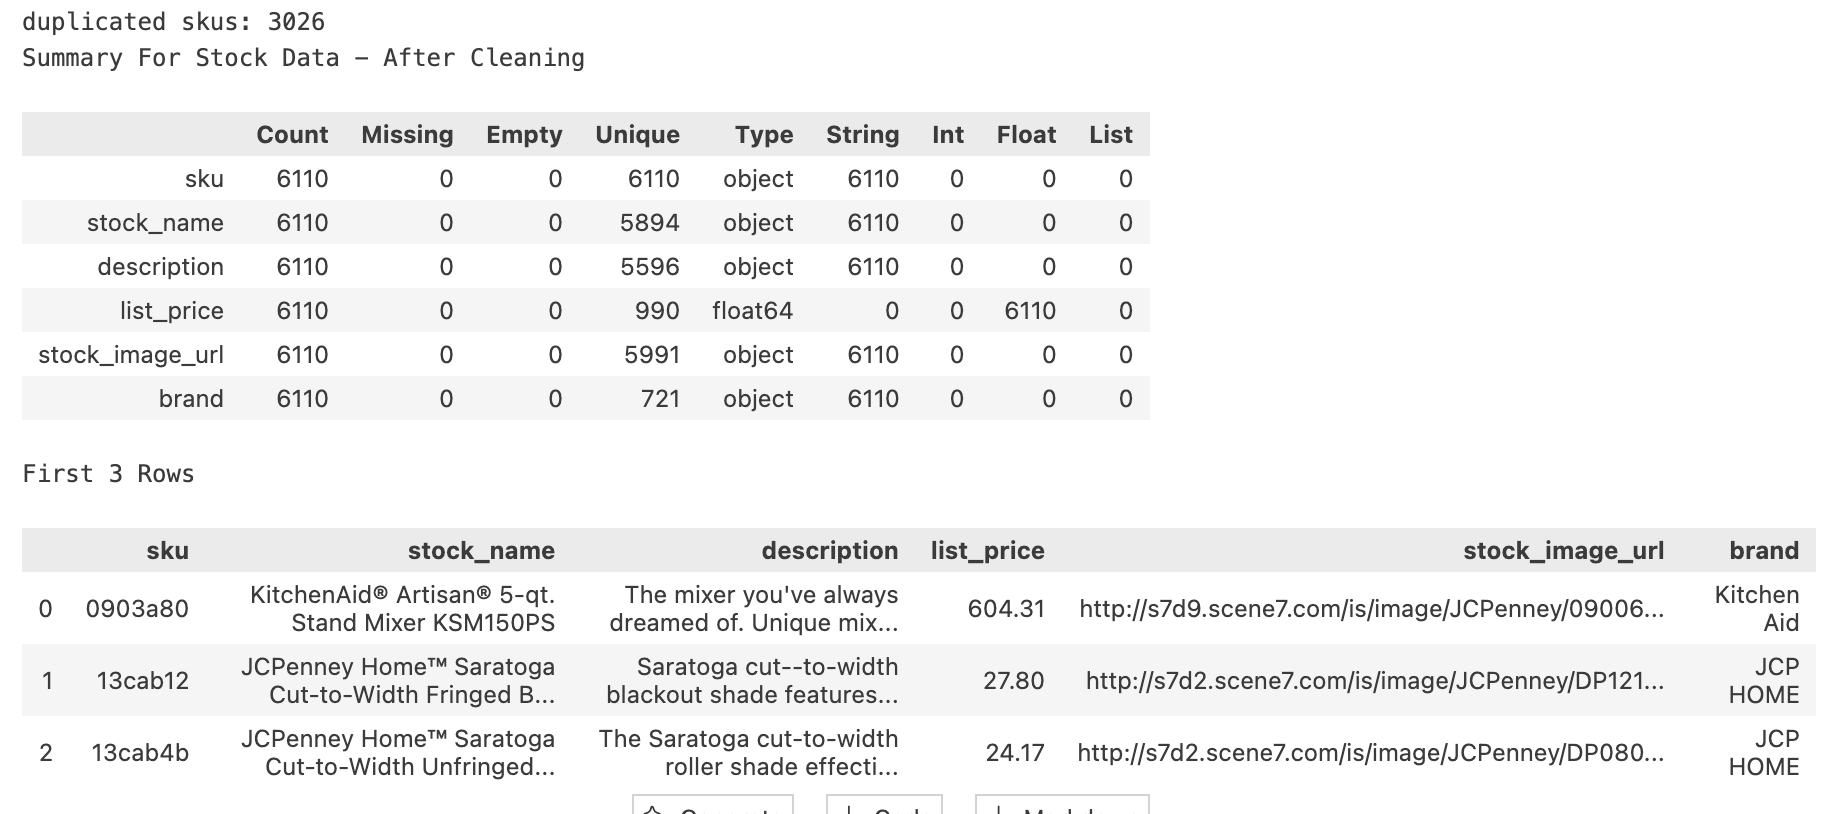 duplicated skus: 3026
Summary For Stock Data – After Cleaning
Count Missing Empty Unique Type String Int Float List
sku 6110 0 0 6110 object 6110 0 0 0
stock_name 6110 0 0 5894 object 6110 0 0 0
description 6110 0 0 5596 object 6110 0 0 0
list_price 6110 0 0 990 float64 0 0 6110 0
stock_image_url 6110 0 0 5991 object 6110 0 0 0
brand 6110 0 0 721 object 6110 0 0 0
First 3 Rows
sku stock_name description list_price stock_image_url brand
0 0903a80 KitchenAid® Artisan® 5-qt. The mixer you've always 604.31 http://s7d9.scene7.com/is/image/JCPenney/09006... Kitchen
Stand Mixer KSM150PS dreamed of. Unique mix... Aid
1 13cab12 JCPenney Home™ Saratoga Saratoga cut--to-width 27.80 http://s7d2.scene7.com/is/image/JCPenney/DP121... JCP
Cut-to-Width Fringed B... blackout shade features... HOME
2 13cab4b JCPenney Home™ Saratoga The Saratoga cut-to-width 24.17 http://s7d2.scene7.com/is/image/JCPenney/DP080... JCP
Cut-to-Width Unfringed... roller shade effecti... HOME